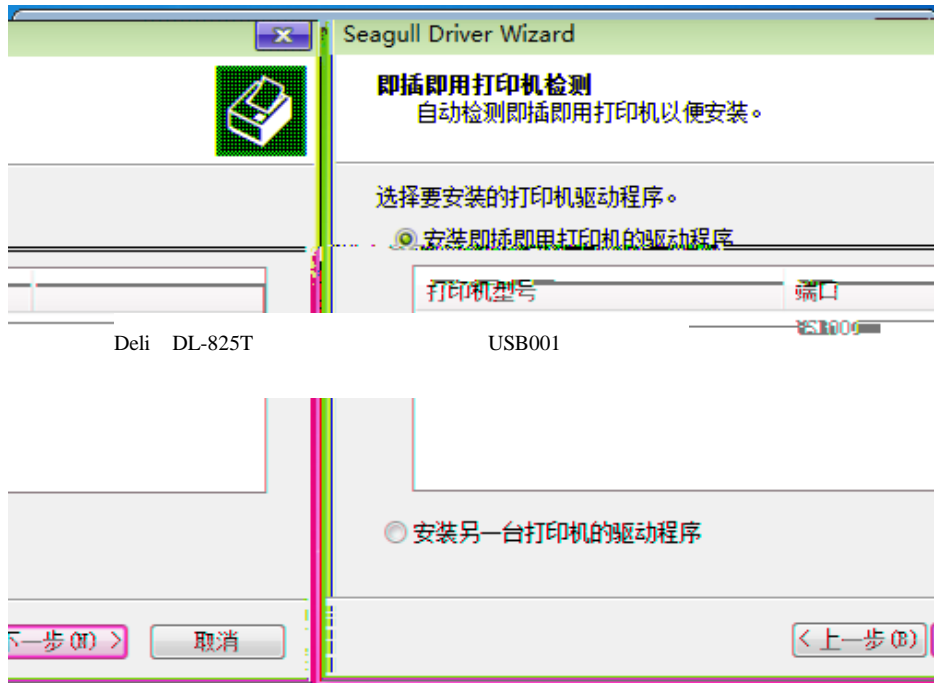 Seagull Driver Wizard
即插即用打印机检测
自动检测即插即用打印机以便安装。
选择要安装的打印机驱动程序。
安装即插即用打印机的驱动程序
打印机型号 端口
Deli DL-825T USB001
安装另一台打印机的驱动程序
<上一步(B)
下一步(N) >
取消